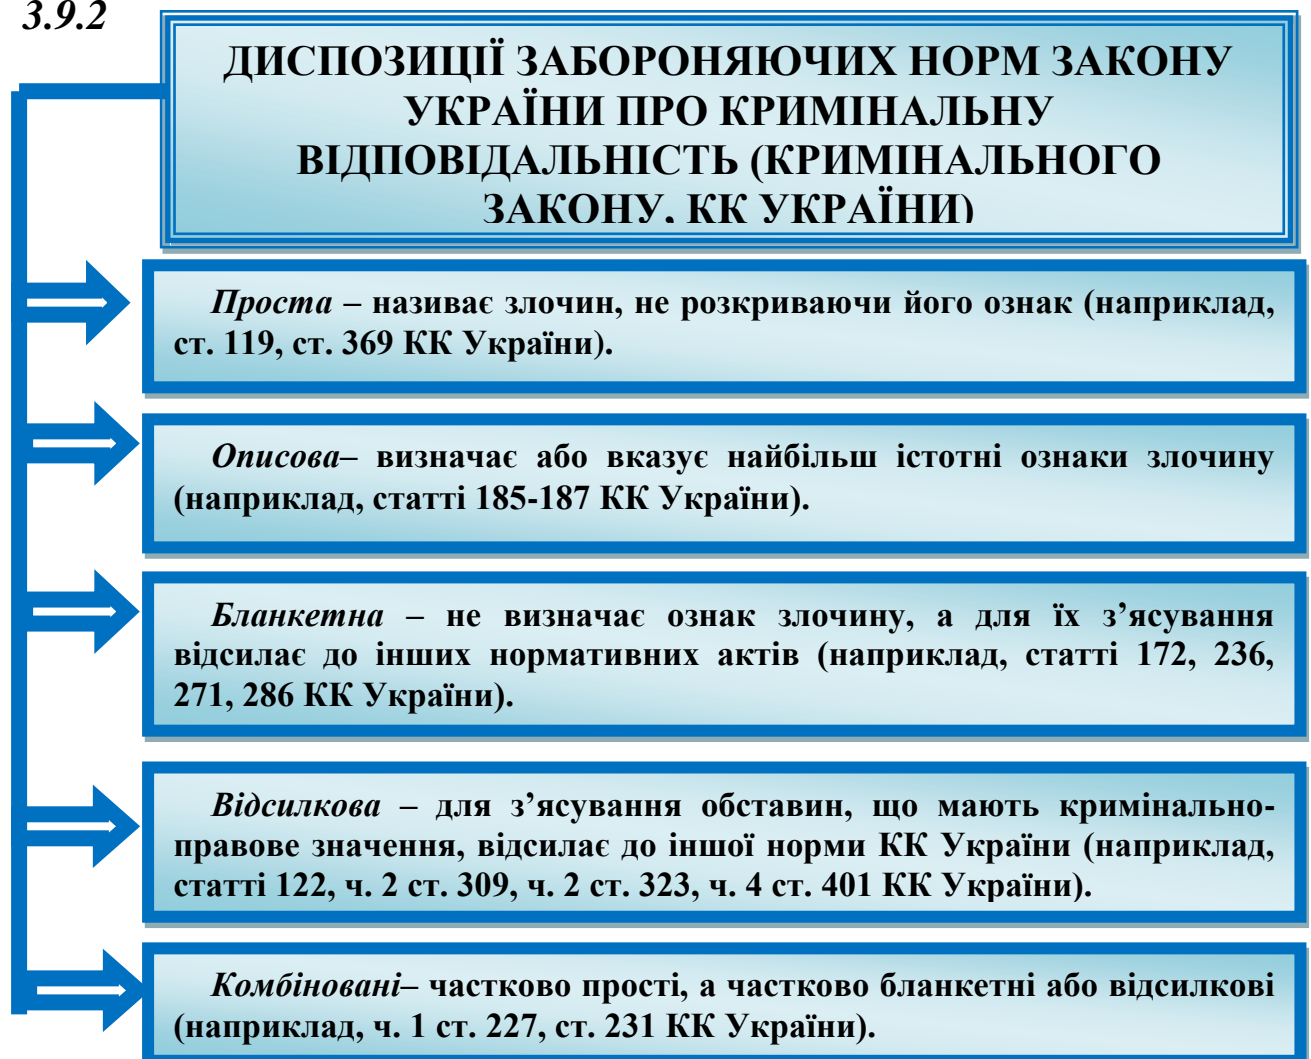 3.9.2
ДИСПОЗИЦІЇ ЗАБОРОНЯЮЧИХ НОРМ ЗАКОНУ
УКРАЇНИ ПРО КРИМІНАЛЬНУ
ВІДПОВІДАЛЬНІСТЬ (КРИМІНАЛЬНОГО
ЗАКОНУ, КК УКРАЇНИ)
Проста – називає злочин, не розкриваючи його ознак (наприклад,
ст. 119, ст. 369 КК України).
Описова– визначає або вказує найбільш істотні ознаки злочину
(наприклад, статті 185-187 КК України).
Бланкетна – не визначає ознак злочину, а для їх з’ясування
відсилає до інших нормативних актів (наприклад, статті 172, 236,
271, 286 КК України).
Відсилкова – для з’ясування обставин, що мають кримінально-
правове значення, відсилає до іншої норми КК України (наприклад,
статті 122, ч. 2 ст. 309, ч. 2 ст. 323, ч. 4 ст. 401 КК України).
Комбіновані– частково прості, а частково бланкетні або відсилкові
(наприклад, ч. 1 ст. 227, ст. 231 КК України).